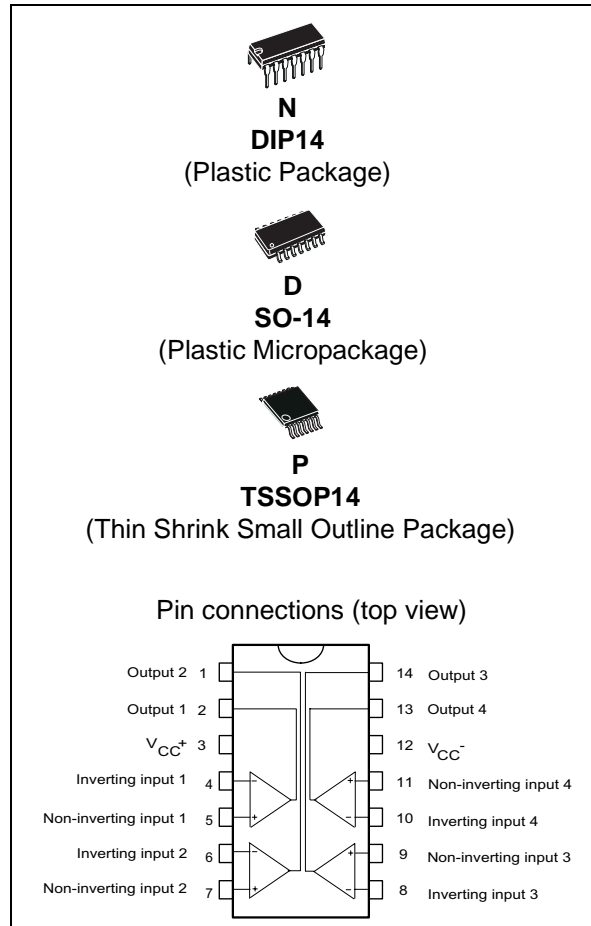 N
DIP14
(Plastic Package)
D
SO-14
(Plastic Micropackage)
P
TSSOP14
(Thin Shrink Small Outline Package)
Pin connections (top view)
Output 2 1 14 Output 3
Output 1 2 13 Output 4
VCC+ 3 12 VCC-
Inverting input 1 4 - + 11 Non-inverting input 4
Non-inverting input 1 5 + - 10 Inverting input 4
Inverting input 2 6 - + 9 Non-inverting input 3
Non-inverting input 2 7 + - 8 Inverting input 3